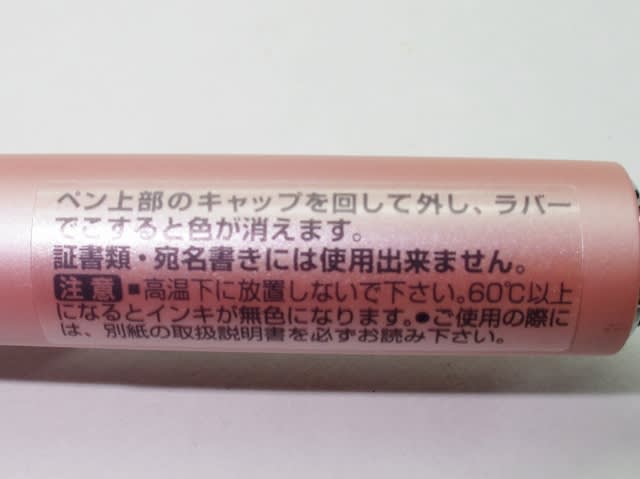 ペン上部のキャップを回して外し、ラバー
でこすると色が消えます。
証書類・宛名書きには使用出来ません。
注意 ■高温下に放置しないで下さい。60℃以上
になるとインキが無色になります。●ご使用の際に
は、別紙の取扱説明書を必ずお読み下さい。